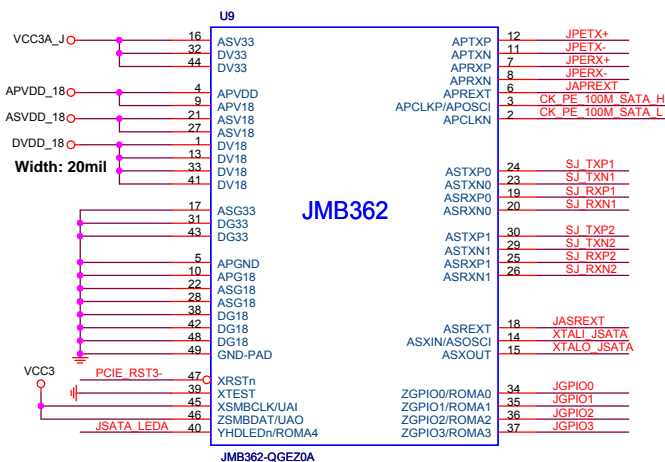 U9
VCC3A_J 16 ASV33 APTXP 12 JPETX+
32 DV33 APTXN 11 JPETX-
44 DV33 APRXP 7 JPERX+
APRXN 8 JPERX-
APVDD_18 4 APVDD APREXT 6 JAPREXT
9 APV18 APCLKP/APOSCI 3 CK_PE_100M_SATA_H
ASVDD_18 21 ASV18 APCLKN 2 CK_PE_100M_SATA_L
27 ASV18
DVDD_18 1 DV18
13 DV18
Width: 20mil 33 DV18 ASTXP0 24 SJ_TXP1
41 DV18 ASTXN0 23 SJ_TXN1
ASRXP0 19 SJ_RXP1
17 ASG33 JMB362 ASRXN0 20 SJ_RXN1
31 DG33
43 DG33 ASTXP1 30 SJ_TXP2
ASTXN1 29 SJ_TXN2
5 APGND ASRXP1 25 SJ_RXP2
10 APG18 ASRXN1 26 SJ_RXN2
22 ASG18
28 ASG18
38 DG18
42 DG18 ASREXT 18 JASREXT
48 DG18 ASXIN/ASOSCI 14 XTALI_JSATA
49 GND-PAD ASXOUT 15 XTALO_JSATA
VCC3
PCIE_RST3- 47 XRSTn
39 XTEST ZGPIO0/ROMA0 34 JGPIO0
45 XSMBCLK/UAI ZGPIO1/ROMA1 35 JGPIO1
46 ZSMBDAT/UAO ZGPIO2/ROMA2 36 JGPIO2
JSATA_LEDA 40 YHDLEDn/ROMA4 ZGPIO3/ROMA3 37 JGPIO3
JMB362-QGEZ0A